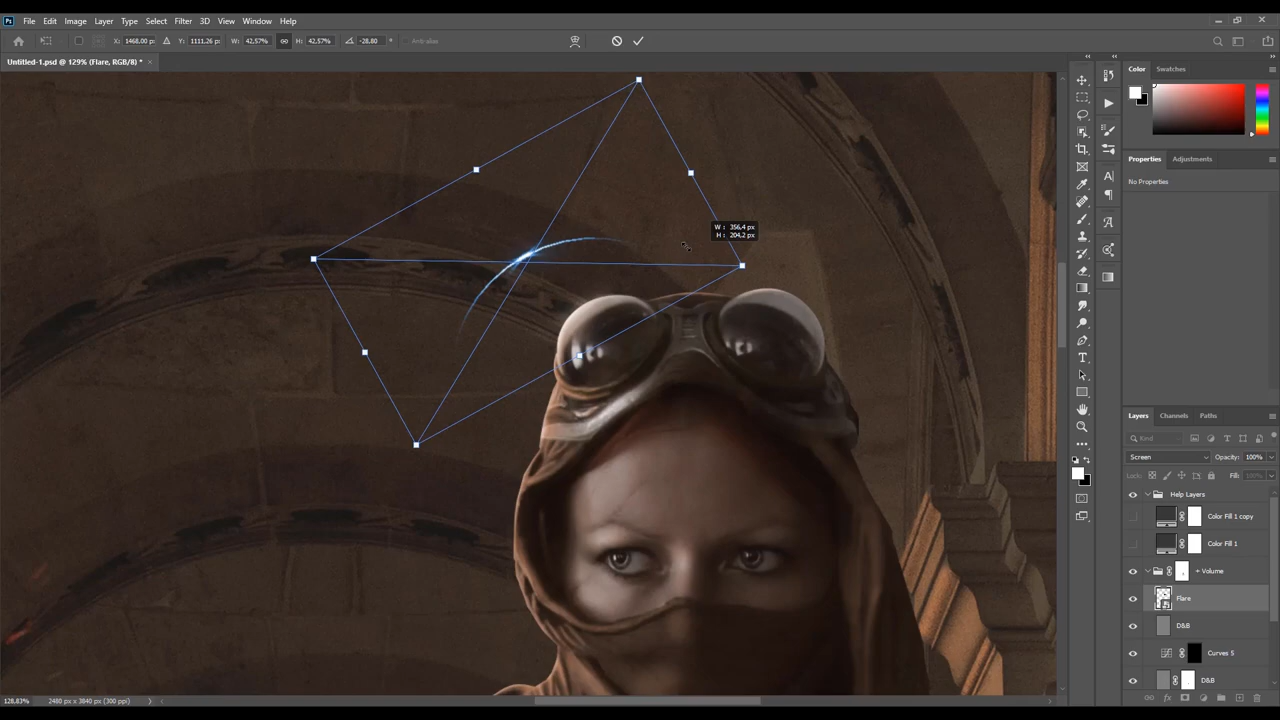 Ps File Edit Image Layer Type Select Filter 3D View Window Help
X: 1468.00 px Y: 1111.26 px W: 42,57% H: 42,57% -28.80 ° Anti-alias
Untitled-1.psd @ 129% (Flare, RGB/8) * ×
W : 356,4 px
H : 204,2 px
Color Swatches
Properties Adjustments
No Properties
Layers Channels Paths
Kind
Screen Opacity: 100%
Lock: Fill: 100%
Help Layers
Color Fill 1 copy
Color Fill 1
+ Volume
Flare
D&B
Curves 5
D&B
128,83% 2480 px x 3840 px (300 ppi)